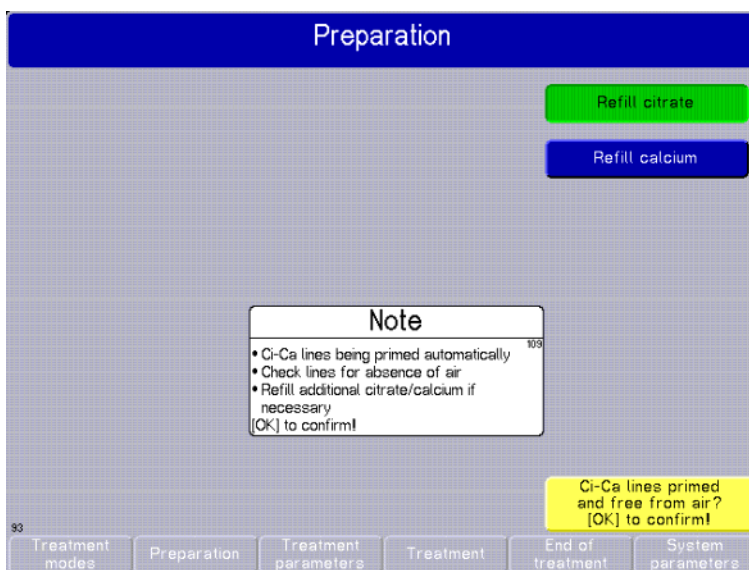 Preparation
Refill citrate
Refill calcium
Note
109
• Ci-Ca lines being primed automatically
• Check lines for absence of air
• Refill additional citrate/calcium if
necessary
[OK] to confirm!
Ci-Ca lines primed
and free from air?
[OK] to confirm!
93
Treatment
modes
Preparation
Treatment
parameters
Treatment
End of
treatment
System
parameters